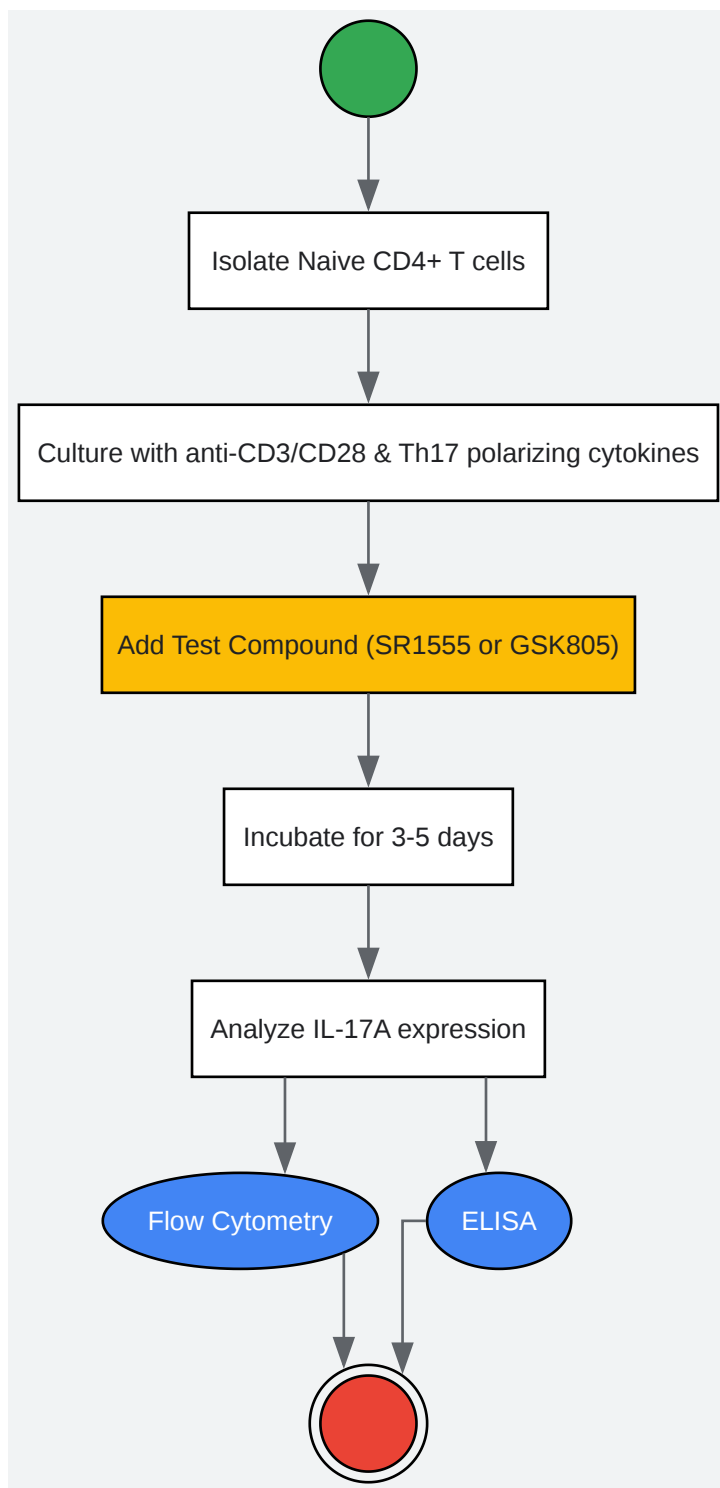 Isolate Naive CD4+ T cells
Culture with anti-CD3/CD28 & Th17 polarizing cytokines
Add Test Compound (SR1555 or GSK805)
Incubate for 3-5 days
Analyze IL-17A expression
Flow Cytometry
ELISA